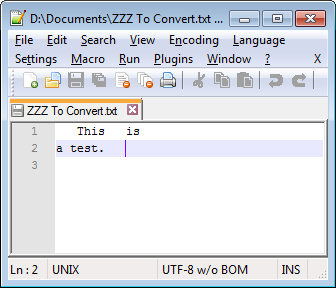 D:\Documents\ZZZ To Convert.txt ...
File Edit Search View Encoding Language
Settings Macro Run Plugins Window ? X
ZZZ To Convert.txt
1    This   is
2 a test.
3
Ln : 2 UNIX UTF-8 w/o BOM INS